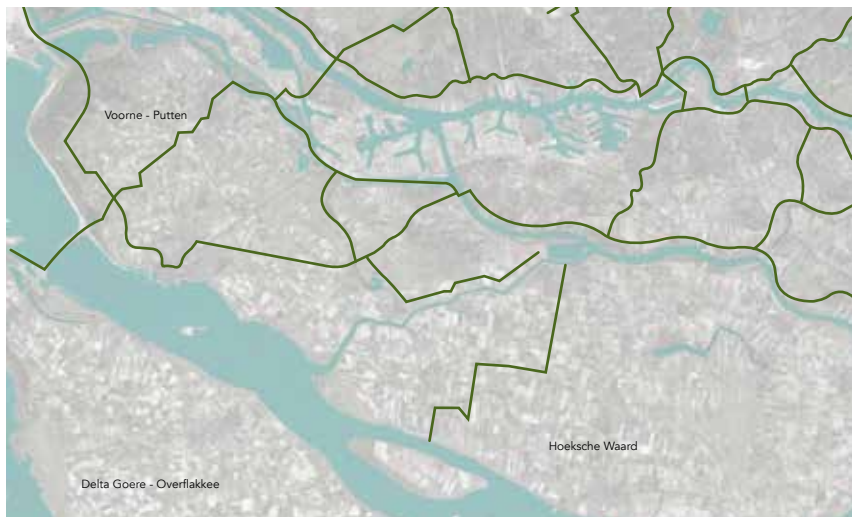 Voorne - Putten
Hoeksche Waard
Delta Goere - Overflakkee